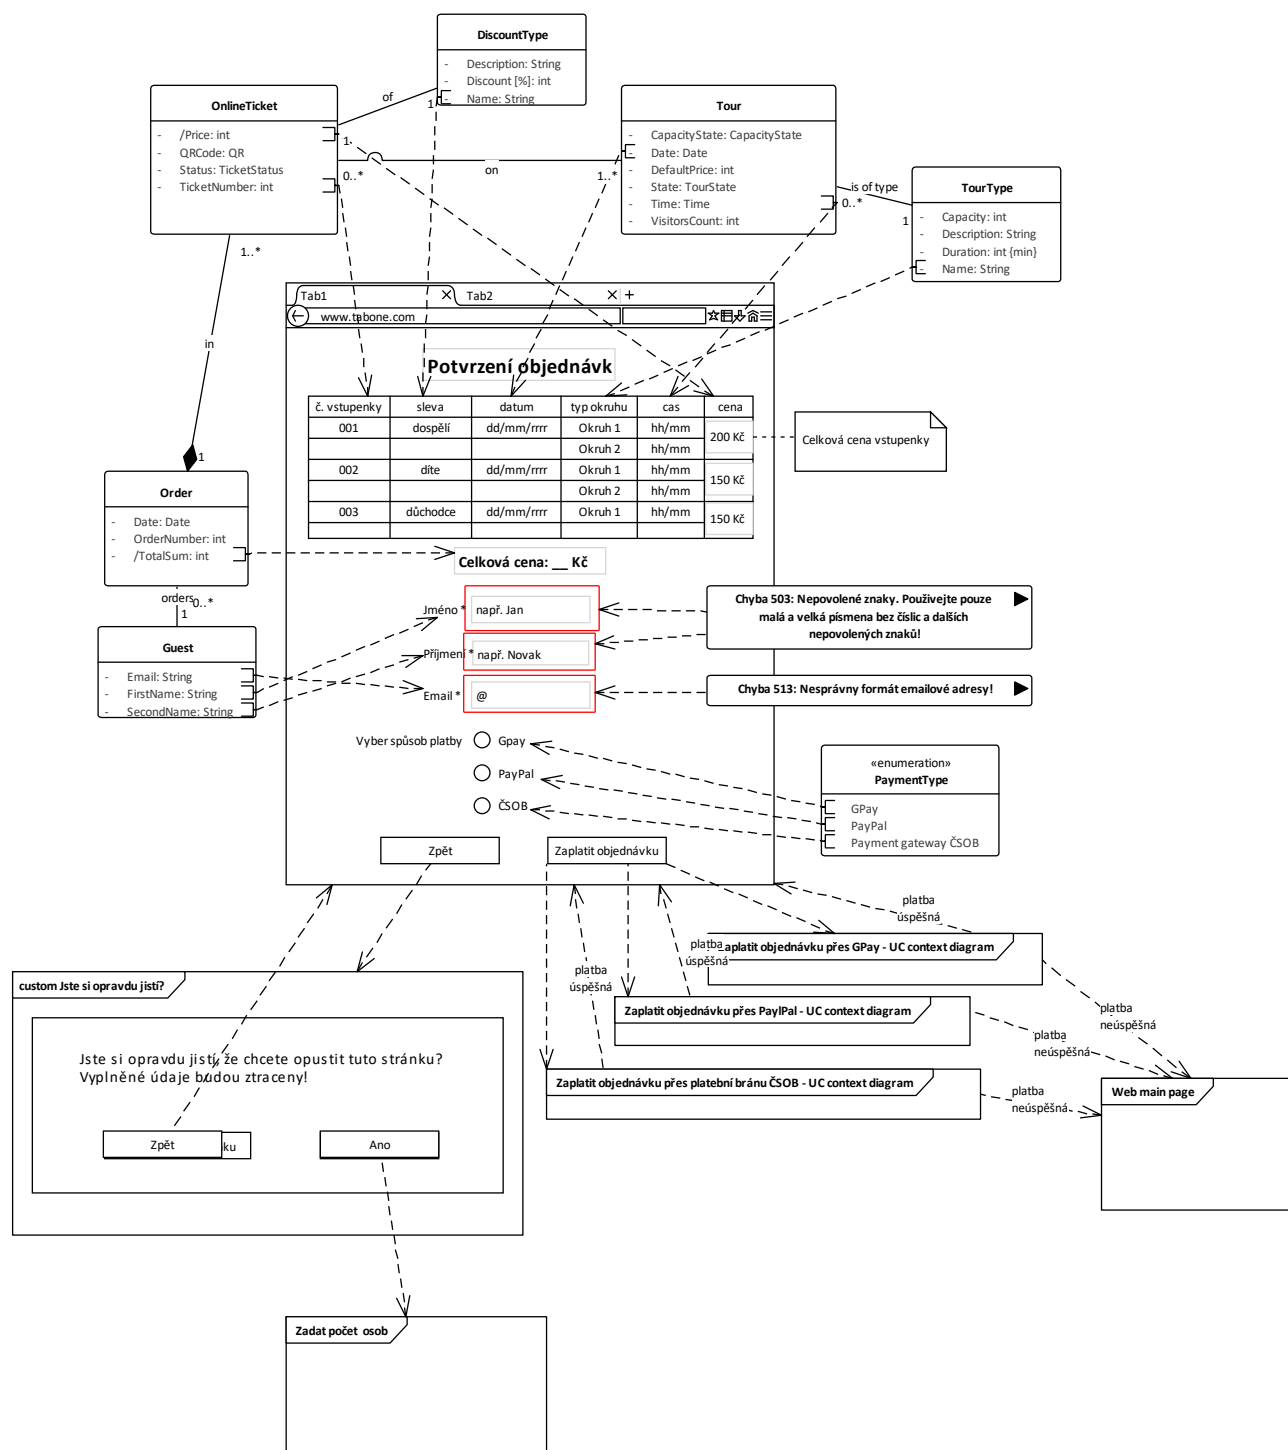 DiscountType
- Description: String
- Discount [%]: int
- Name: String
OnlineTicket
- /Price: int
- QRCode: QR
- Status: TicketStatus
- TicketNumber: int
of
1
1
0..*
on
1..*
Tour
- CapacityState: CapacityState
- Date: Date
- DefaultPrice: int
- State: TourState
- Time: Time
- VisitorsCount: int
is of type
0..*
1
TourType
- Capacity: int
- Description: String
- Duration: int {min}
- Name: String
1..*
in
1
Tab1
Tab2
www.tabone.com
Potvrzení objednávk
č. vstupenky sleva datum typ okruhu cas cena
001 dospělí dd/mm/rrrr Okruh 1 hh/mm 200 Kč
Okruh 2 hh/mm
002 díte dd/mm/rrrr Okruh 1 hh/mm 150 Kč
Okruh 2 hh/mm
003 důchodce dd/mm/rrrr Okruh 1 hh/mm 150 Kč
Celková cena vstupenky
Order
- Date: Date
- OrderNumber: int
- /TotalSum: int
Celková cena: __ Kč
orders
0..*
1
Guest
- Email: String
- FirstName: String
- SecondName: String
Jméno *
např. Jan
Příjmení *
např. Novak
Email *
@
Chyba 503: Nepovolené znaky. Použivejte pouze
malá a velká písmena bez číslic a dalších
nepovolených znaků!
Chyba 513: Nesprávny formát emailové adresy!
Vyber spůsob platby
Gpay
PayPal
ČSOB
«enumeration»
PaymentType
GPay
PayPal
Payment gateway ČSOB
Zpět
Zaplatit objednávku
platba
úspěšná
platba
úspěšná
platba
úspěšná
aplatit objednávku přes GPay - UC context diagram
Zaplatit objednávku přes PaylPal - UC context diagram
Zaplatit objednávku přes platební bránu ČSOB - UC context diagram
platba
neúspěšná
platba
neúspěšná
platba
neúspěšná
Web main page
custom Jste si opravdu jistí?
Jste si opravdu jistí, že chcete opustit tuto stránku?
Vyplněné údaje budou ztraceny!
Zpět
ku
Ano
Zadat počet osob